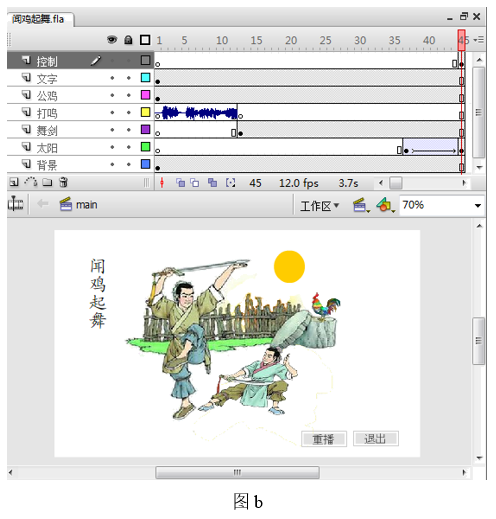 闻鸡起舞.fla
1 5 10 15 20 25 30 35 40 45
控制
文字
公鸡
打鸣
舞剑
太阳
背景
45 12.0 fps 3.7s
main 工作区 70%
闻鸡起舞
重播 退出
图 b